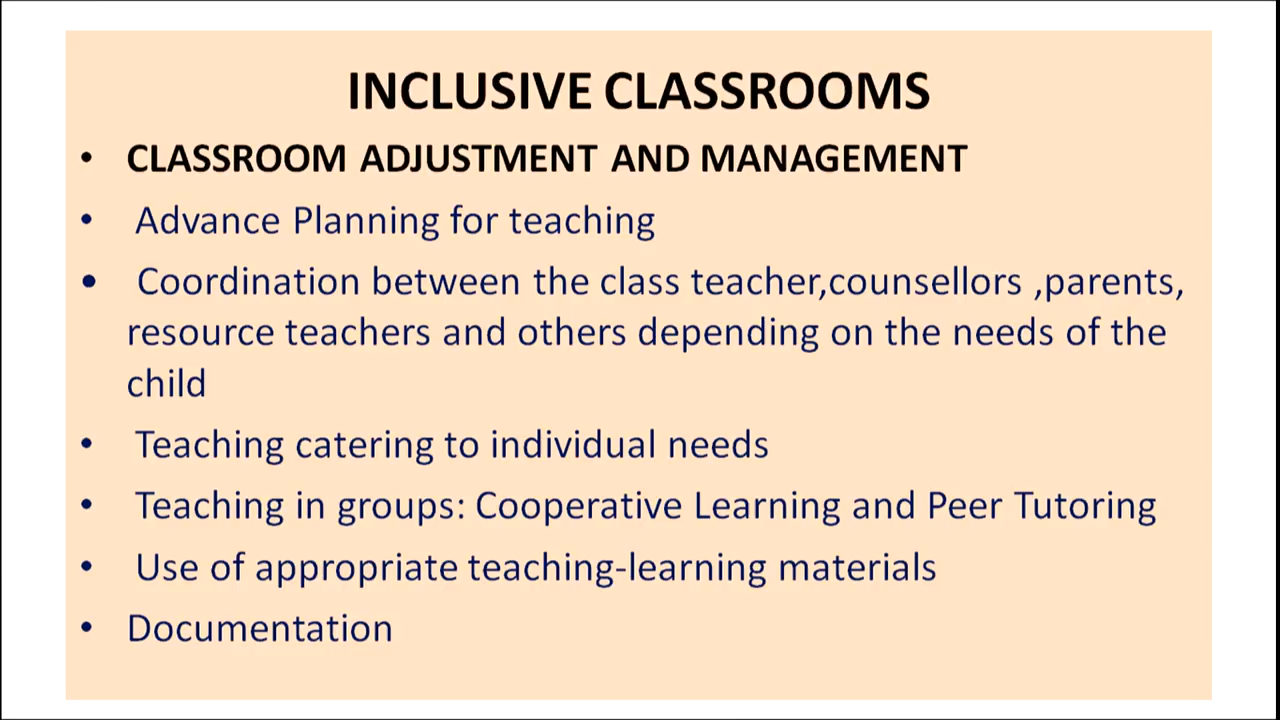 INCLUSIVE CLASSROOMS
• CLASSROOM ADJUSTMENT AND MANAGEMENT
• Advance Planning for teaching
• Coordination between the class teacher,counsellors ,parents,
resource teachers and others depending on the needs of the
child
• Teaching catering to individual needs
• Teaching in groups: Cooperative Learning and Peer Tutoring
• Use of appropriate teaching-learning materials
• Documentation